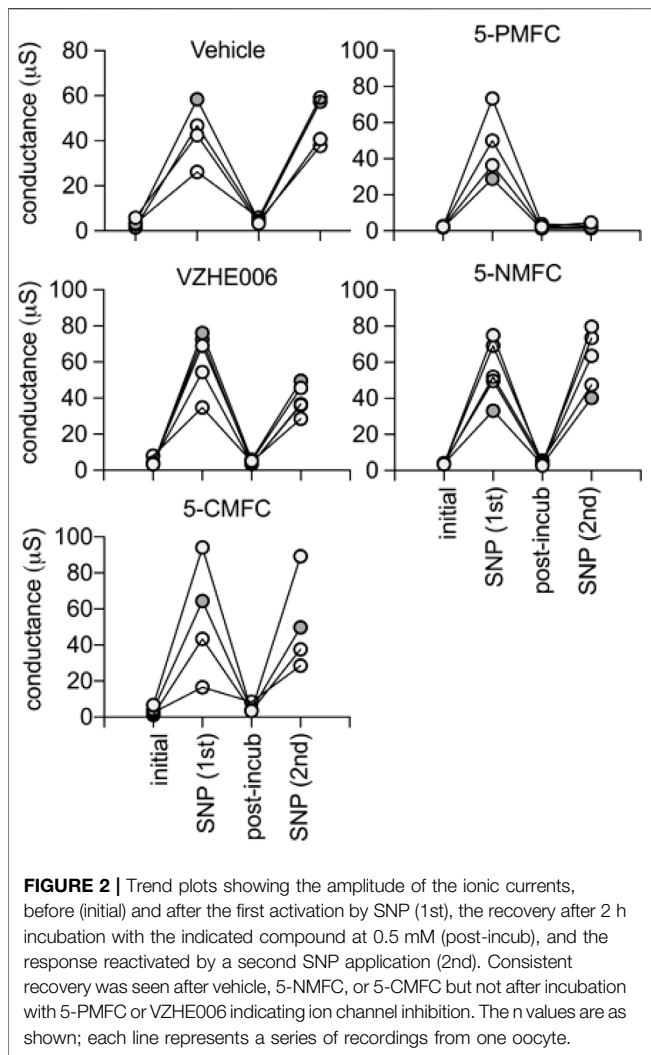 Vehicle
conductance (μS)
80
60
40
20
0
5-PMFC
100
80
60
40
20
0
VZHE006
conductance (μS)
100
80
60
40
20
0
5-NMFC
100
80
60
40
20
0
initial
SNP (1st)
post-incub
SNP (2nd)
5-CMFC
conductance (μS)
100
80
60
40
20
0
initial
SNP (1st)
post-incub
SNP (2nd)
FIGURE 2 | Trend plots showing the amplitude of the ionic currents,
before (initial) and after the first activation by SNP (1st), the recovery after 2 h
incubation with the indicated compound at 0.5 mM (post-incub), and the
response reactivated by a second SNP application (2nd). Consistent
recovery was seen after vehicle, 5-NMFC, or 5-CMFC but not after incubation
with 5-PMFC or VZHE006 indicating ion channel inhibition. The n values are as
shown; each line represents a series of recordings from one oocyte.